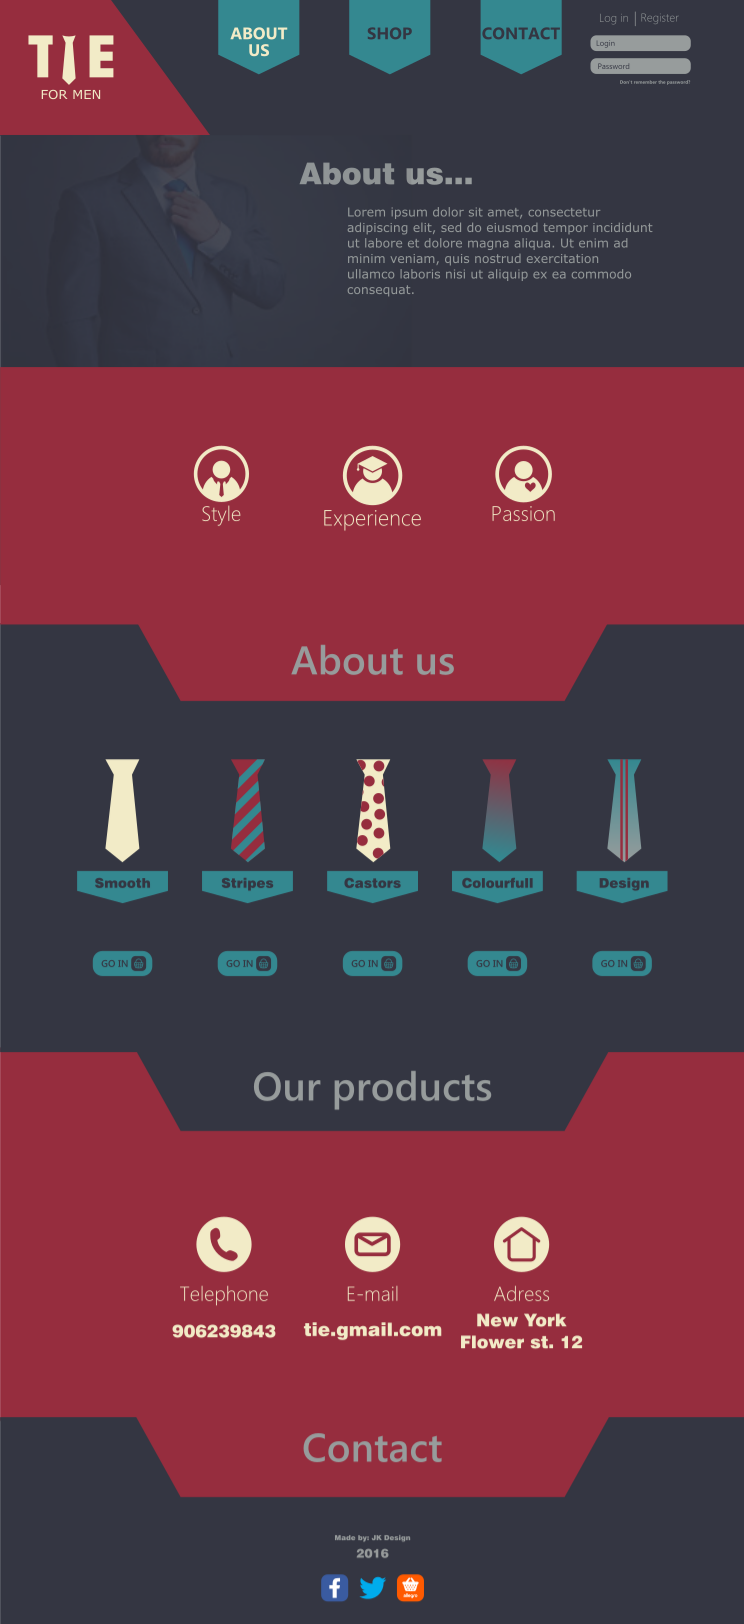 TIE
FOR MEN
ABOUT
US
SHOP
CONTACT
Log in | Register
Login
Password
Don't remember the password?
About us...
Lorem ipsum dolor sit amet, consectetur
adipiscing elit, sed do eiusmod tempor incididunt
ut labore et dolore magna aliqua. Ut enim ad
minim veniam, quis nostrud exercitation
ullamco laboris nisi ut aliquip ex ea commodo
consequat.
Style
Experience
Passion
About us
Smooth
Stripes
Castors
Colourfull
Design
GO IN
GO IN
GO IN
GO IN
GO IN
Our products
Telephone
E-mail
Adress
906239843
tie.gmail.com
New York
Flower st. 12
Contact
Made by: JK Design
2016
allegro